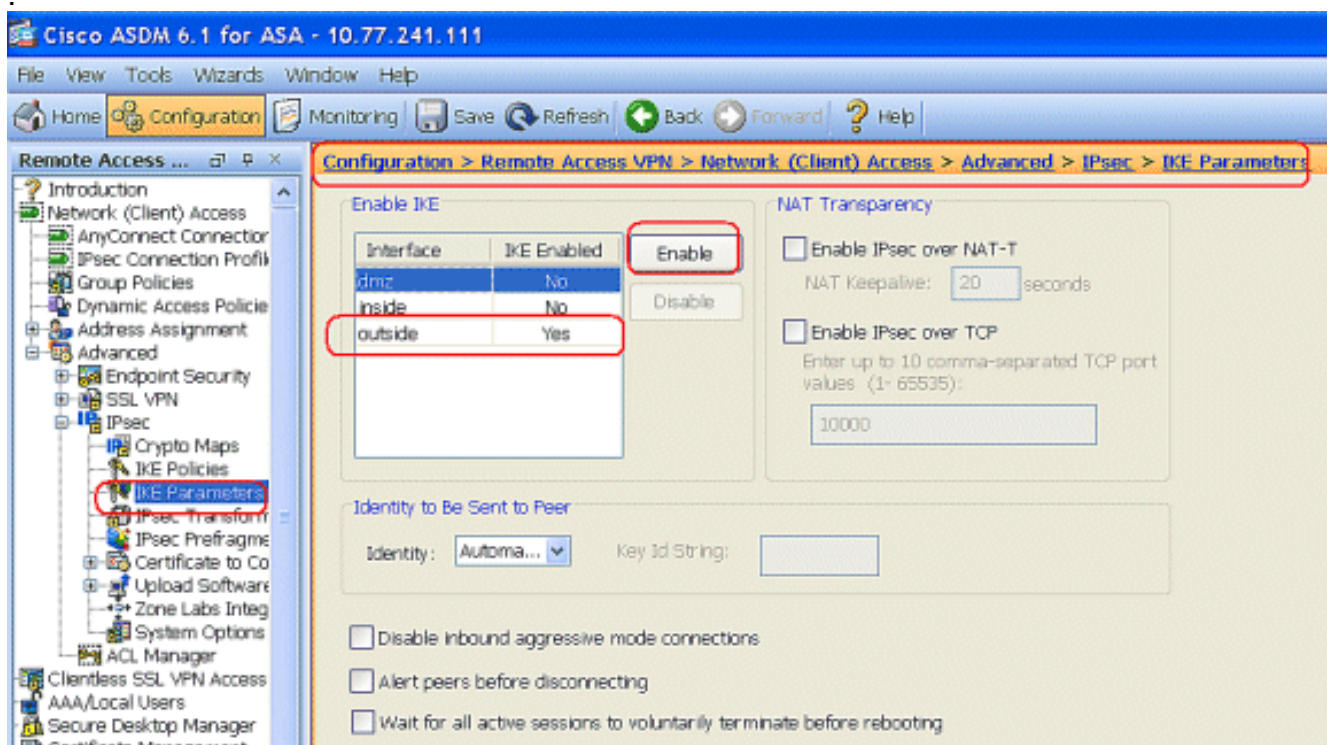 Cisco ASDM 6.1 for ASA - 10.77.241.111
File View Tools Wizards Window Help
Home Configuration Monitoring Save Refresh Back Forward Help
Remote Access ...
Configuration > Remote Access VPN > Network (Client) Access > Advanced > IPsec > IKE Parameters
Introduction
Network (Client) Access
AnyConnect Connection
IPsec Connection Profil
Group Policies
Dynamic Access Policie
Address Assignment
Advanced
Endpoint Security
SSL VPN
IPsec
Crypto Maps
IKE Policies
IKE Parameters
IPsec Transform
IPsec Prefragme
Certificate to Co
Upload Software
Zone Labs Integ
System Options
ACL Manager
Clientless SSL VPN Access
AAA/Local Users
Secure Desktop Manager
Certificate Management
Enable IKE
Interface IKE Enabled
dmz No
inside No
outside Yes
Enable
Disable
NAT Transparency
Enable IPsec over NAT-T
NAT Keepalive: 20 seconds
Enable IPsec over TCP
Enter up to 10 comma-separated TCP port
values (1- 65535):
10000
Identity to Be Sent to Peer
Identity: Automa... Key Id String:
Disable inbound aggressive mode connections
Alert peers before disconnecting
Wait for all active sessions to voluntarily terminate before rebooting